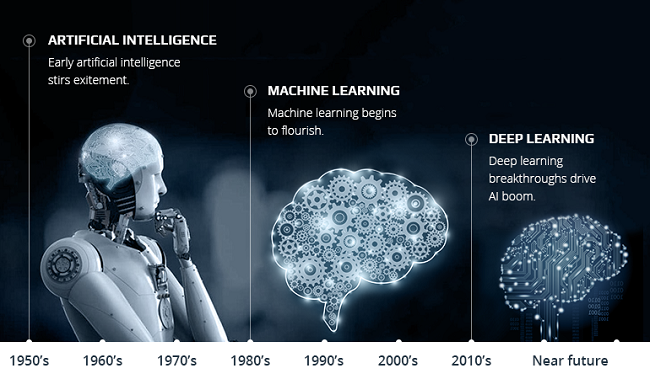 ARTIFICIAL INTELLIGENCE
Early artificial intelligence
stirs exitement.
MACHINE LEARNING
Machine learning begins
to flourish.
DEEP LEARNING
Deep learning
breakthroughs drive
AI boom.
1950's 1960's 1970's 1980's 1990's 2000's 2010's Near future